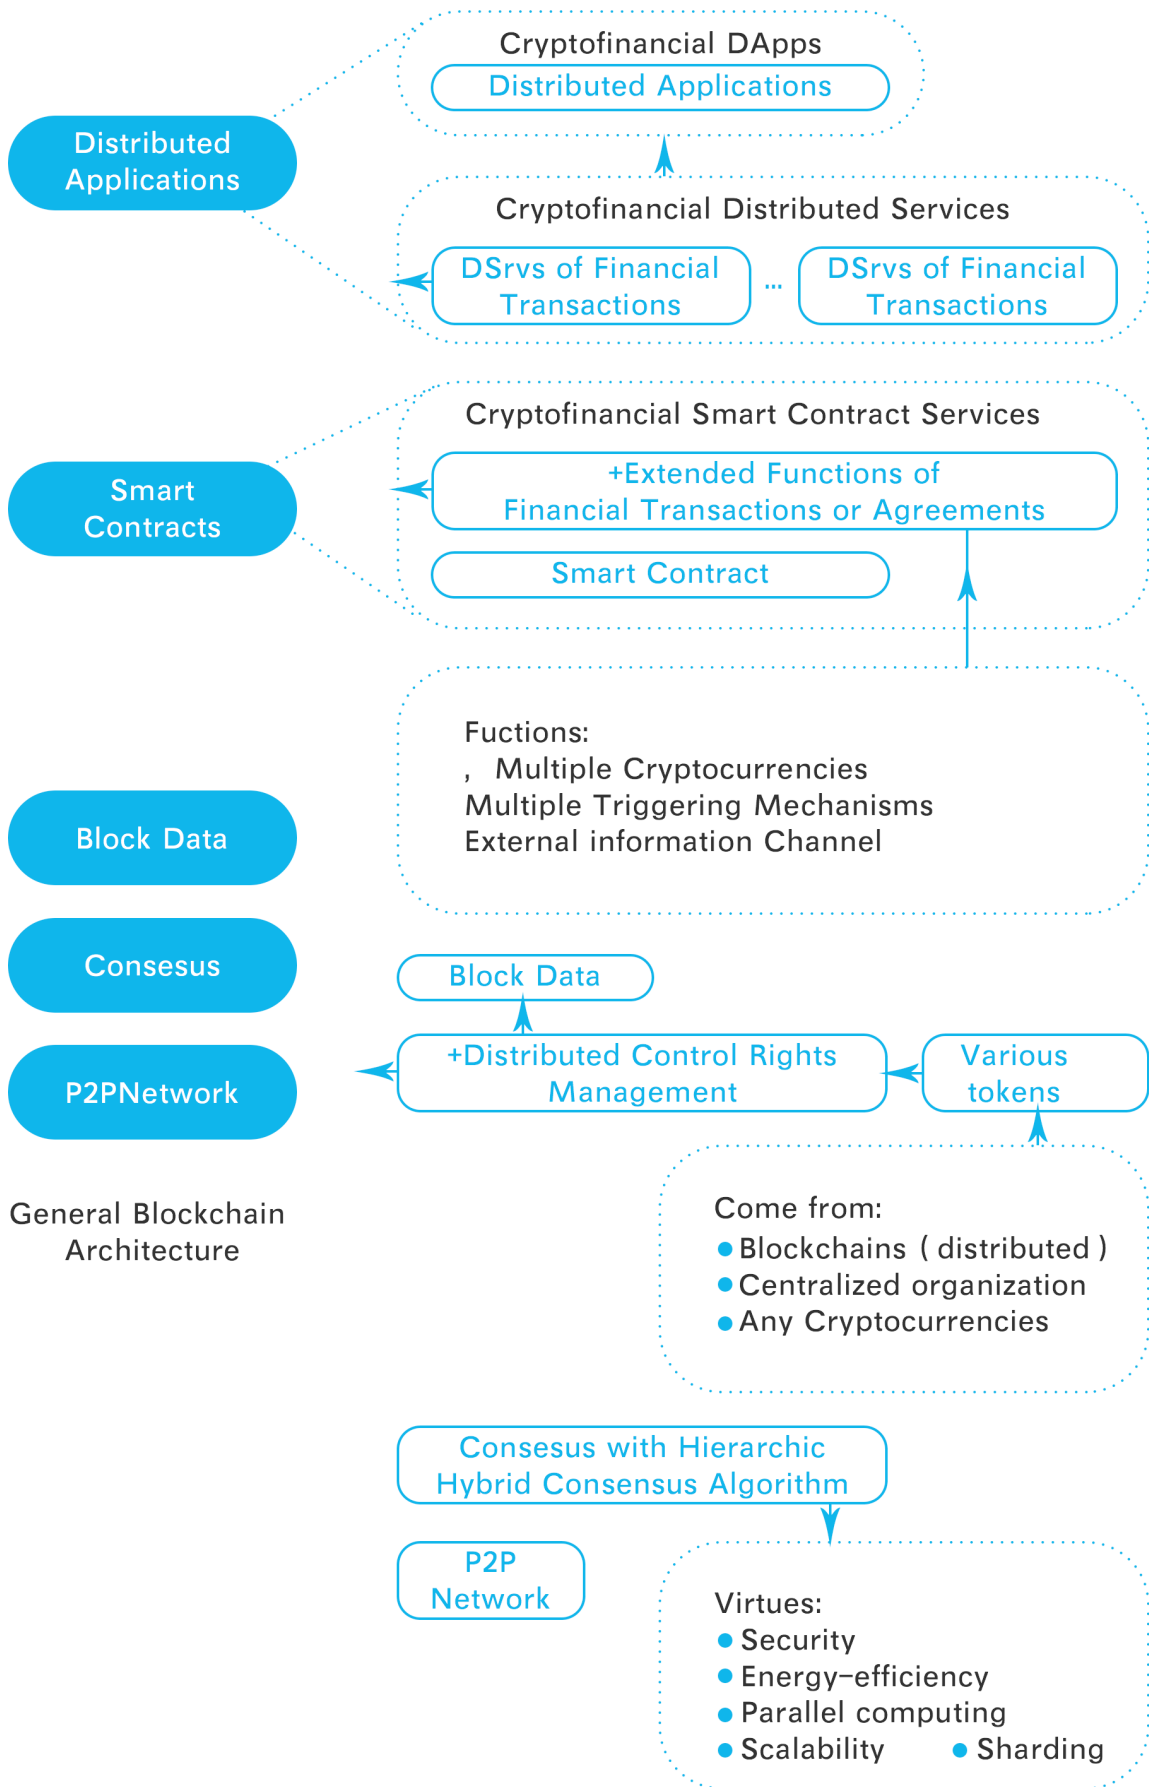 Cryptofinancial DApps
Distributed Applications
Distributed
Applications
Cryptofinancial Distributed Services
DSrvs of Financial
Transactions
...
DSrvs of Financial
Transactions
Cryptofinancial Smart Contract Services
+Extended Functions of
Financial Transactions or Agreements
Smart
Contracts
Smart Contract
Fuctions:
, Multiple Cryptocurrencies
Multiple Triggering Mechanisms
External information Channel
Block Data
Consesus
Block Data
P2PNetwork
+Distributed Control Rights
Management
Various
tokens
General Blockchain
Architecture
Come from:
● Blockchains (distributed)
● Centralized organization
● Any Cryptocurrencies
Consesus with Hierarchic
Hybrid Consensus Algorithm
P2P
Network
Virtues:
● Security
● Energy-efficiency
● Parallel computing
● Scalability ● Sharding